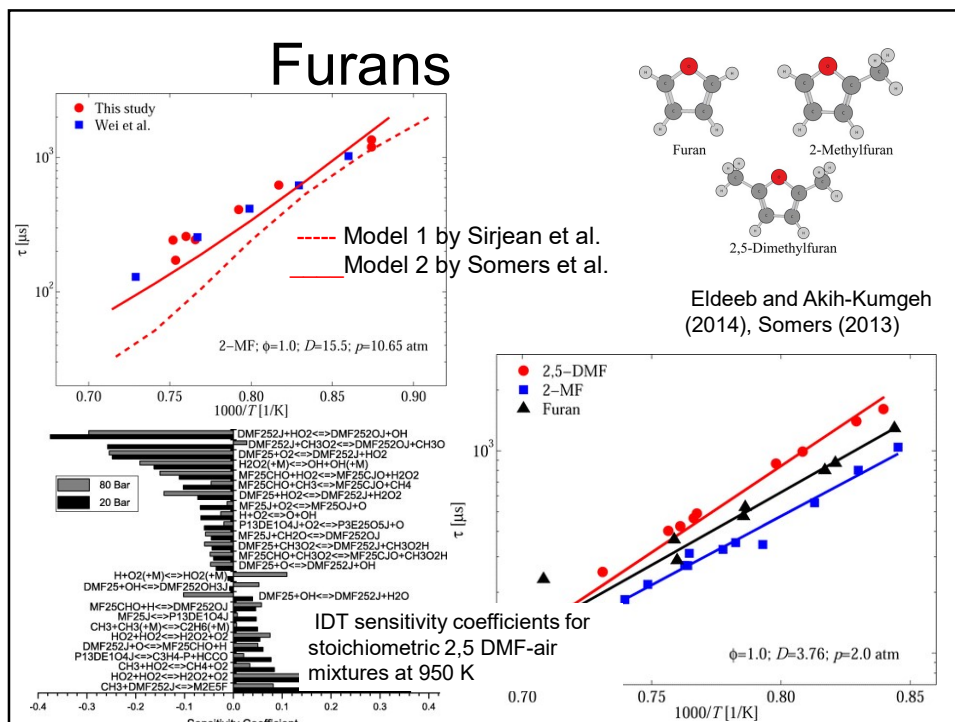 Furans
This study
Wei et al.
10³
10²
τ [μs]
Model 1 by Sirjean et al.
Model 2 by Somers et al.
2-MF; ϕ=1.0; D=15.5; p=10.65 atm
0.70 0.75 0.80 0.85 0.90
1000/T [1/K]
Furan
2-Methylfuran
2,5-Dimethylfuran
Eldeeb and Akih-Kumgeh
(2014), Somers (2013)
80 Bar
20 Bar
DMF252J+HO2<=>DMF252OJ+OH
DMF252J+CH3O2<=>DMF252OJ+CH3O
DMF25+O2<=>DMF252J+HO2
H2O2(+M)<=>OH+OH(+M)
MF25CHO+HO2<=>MF25CJO+H2O2
MF25CHO+CH3<=>MF25CJO+CH4
DMF25+HO2<=>DMF252J+H2O2
MF25J+O2<=>MF25OJ+O
H+O2<=>O+OH
P13DE1O4J+O2<=>P3E25O5J+O
MF25J+CH2O<=>DMF252OJ
DMF25+CH3O2<=>DMF252J+CH3O2H
MF25CHO+CH3O2<=>MF25CJO+CH3O2H
DMF25+O<=>DMF252J+OH
H+O2(+M)<=>HO2(+M)
DMF25+OH<=>DMF252OH3J
DMF25+OH<=>DMF252J+H2O
MF25CHO+H<=>DMF252OJ
MF25J<=>P13DE1O4J
CH3+CH3(+M)<=>C2H6(+M)
HO2+HO2<=>H2O2+O2
DMF252J+O<=>MF25CHO+H
P13DE1O4J<=>C3H4-P+HCCO
CH3+HO2<=>CH4+O2
HO2+HO2<=>H2O2+O2
CH3+DMF252J<=>M2E5F
-0.4 -0.3 -0.2 -0.1 0.0 0.1 0.2 0.3 0.4
Sensitivity Coefficient
IDT sensitivity coefficients for
stoichiometric 2,5 DMF-air
mixtures at 950 K
2,5-DMF
2-MF
Furan
10³
τ [μs]
ϕ=1.0; D=3.76; p=2.0 atm
0.70 0.75 0.80 0.85
1000/T [1/K]